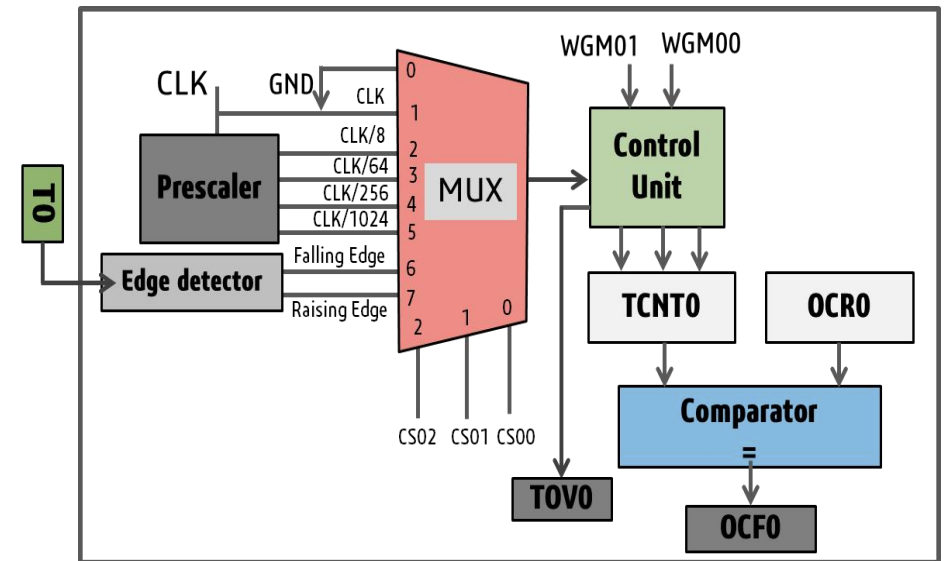 WGM01 WGM00
CLK
GND
CLK
CLK/8
CLK/64
CLK/256
CLK/1024
Prescaler
0
1
2
3
4
5
6
7
MUX
Control
Unit
T0
Edge detector
Falling Edge
Raising Edge
2 1 0
CS02 CS01 CS00
TCNT0
OCR0
Comparator
=
TOV0
OCF0